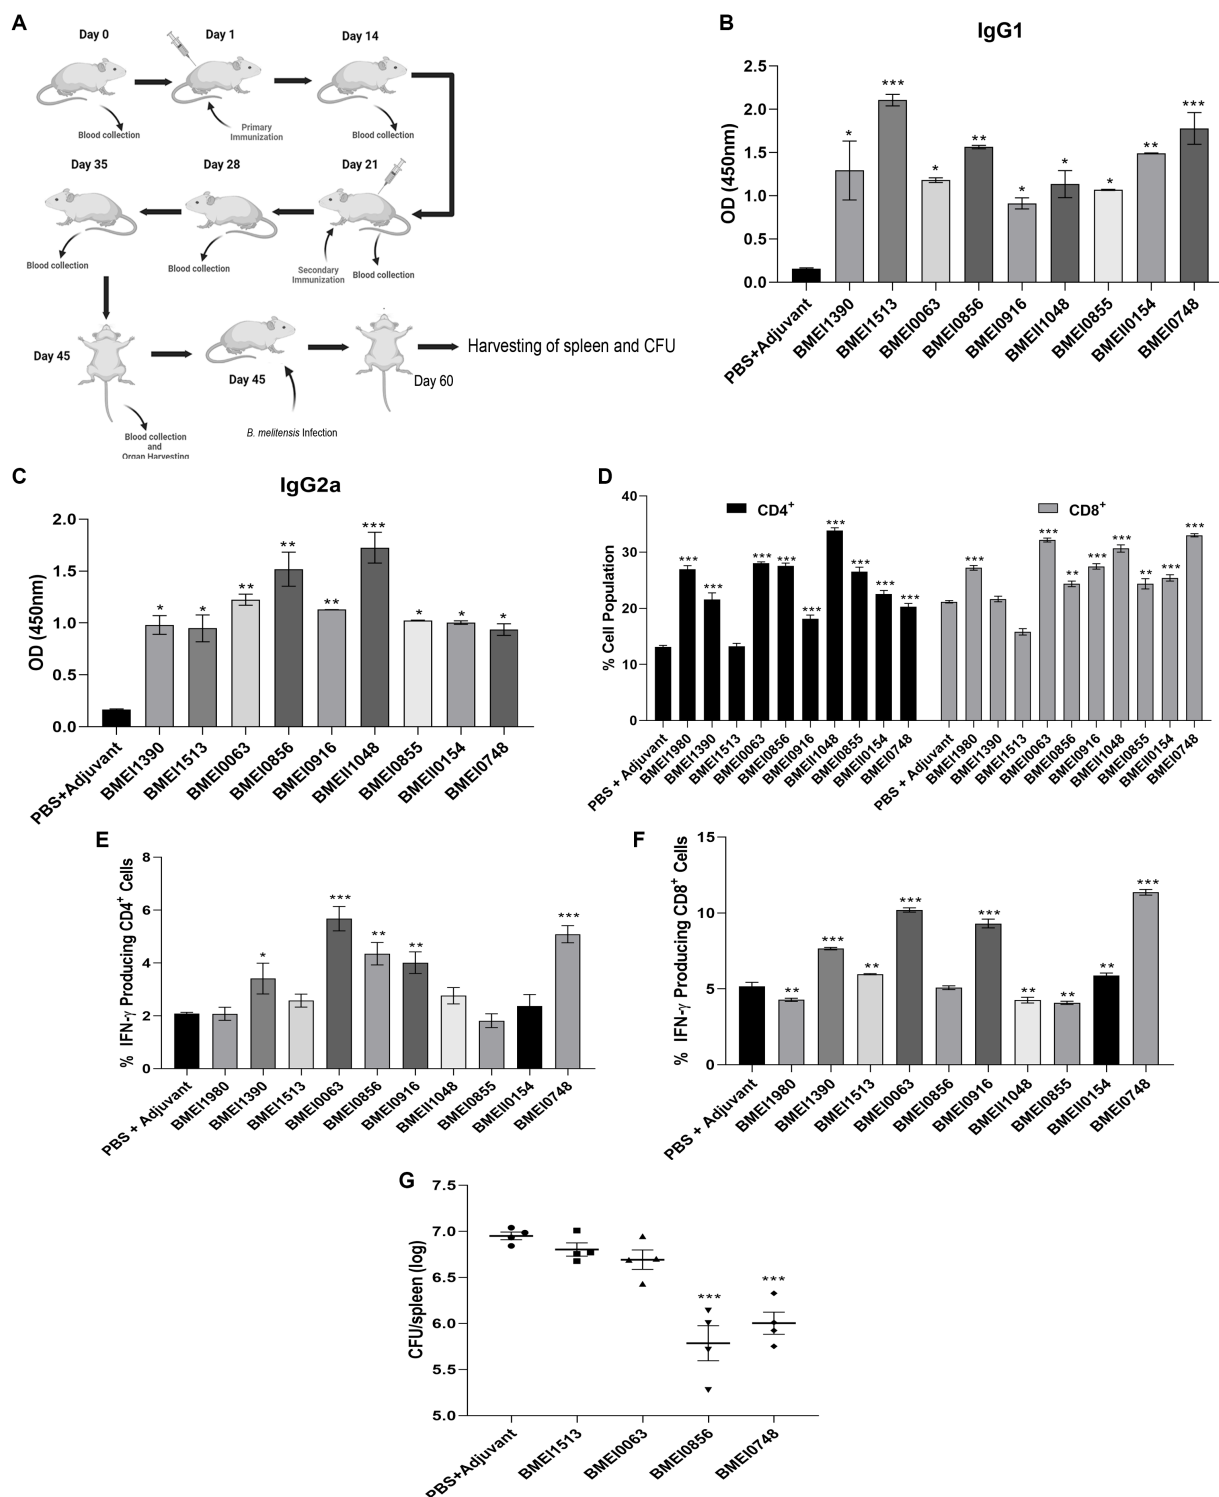 A
Day 0
Day 1
Day 14
Blood collection
Primary
Immunization
Blood collection
Day 35
Day 28
Day 21
Blood collection
Blood collection
Secondary
Immunization
Blood collection
Day 45
Day 45
Day 60
Harvesting of spleen and CFU
Blood collection
and
Organ Harvesting
B. melitensis Infection
B
IgG1
OD (450nm)
2.5
2.0
1.5
1.0
0.5
0.0
*
***
*
**
*
*
*
**
***
PBS+Adjuvant
BMEI1390
BMEI1513
BMEI0063
BMEI0856
BMEI0916
BMEII1048
BMEI0855
BMEII0154
BMEI0748
C
IgG2a
OD (450nm)
2.0
1.5
1.0
0.5
0.0
*
*
**
**
**
***
*
*
*
PBS+Adjuvant
BMEI1390
BMEI1513
BMEI0063
BMEI0856
BMEI0916
BMEII1048
BMEI0855
BMEII0154
BMEI0748
D
CD4+
CD8+
% Cell Population
40
30
20
10
0
***
***
***
***
***
***
***
***
***
***
***
**
***
***
**
***
***
PBS + Adjuvant
BMEI1980
BMEI1390
BMEI1513
BMEI0063
BMEI0856
BMEI0916
BMEII1048
BMEI0855
BMEII0154
BMEI0748
PBS + Adjuvant
BMEI1980
BMEI1390
BMEI1513
BMEI0063
BMEI0856
BMEI0916
BMEII1048
BMEI0855
BMEII0154
BMEI0748
E
% IFN-γ Producing CD4+ Cells
8
6
4
2
0
*
***
**
**
***
PBS + Adjuvant
BMEI1980
BMEI1390
BMEI1513
BMEI0063
BMEI0856
BMEI0916
BMEII1048
BMEI0855
BMEII0154
BMEI0748
F
% IFN-γ Producing CD8+ Cells
15
10
5
0
**
***
**
***
***
**
**
**
***
PBS + Adjuvant
BMEI1980
BMEI1390
BMEI1513
BMEI0063
BMEI0856
BMEI0916
BMEII1048
BMEI0855
BMEII0154
BMEI0748
G
CFU/spleen (log)
7.5
7.0
6.5
6.0
5.5
5.0
***
***
PBS+Adjuvant
BMEI1513
BMEI0063
BMEI0856
BMEI0748